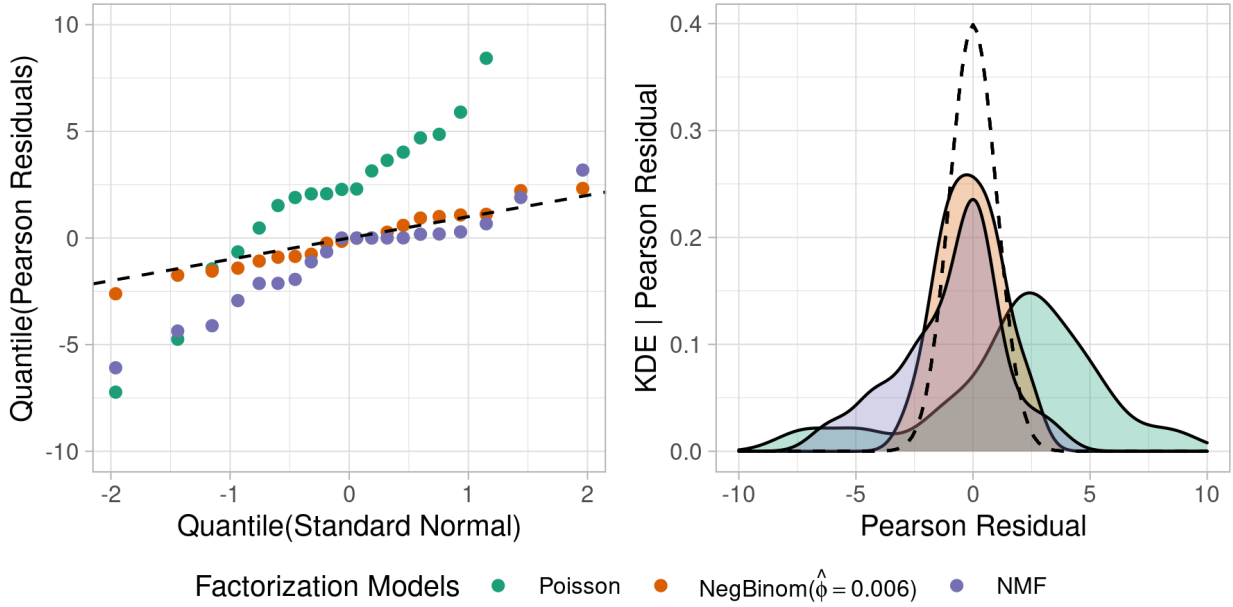 Quantile(Pearson Residuals)
10
5
0
-5
-10
-2
-1
0
1
2
Quantile(Standard Normal)
KDE | Pearson Residual
0.4
0.3
0.2
0.1
0.0
-10
-5
0
5
10
Pearson Residual
Factorization Models
Poisson
NegBinom(ϕ̂ = 0.006)
NMF